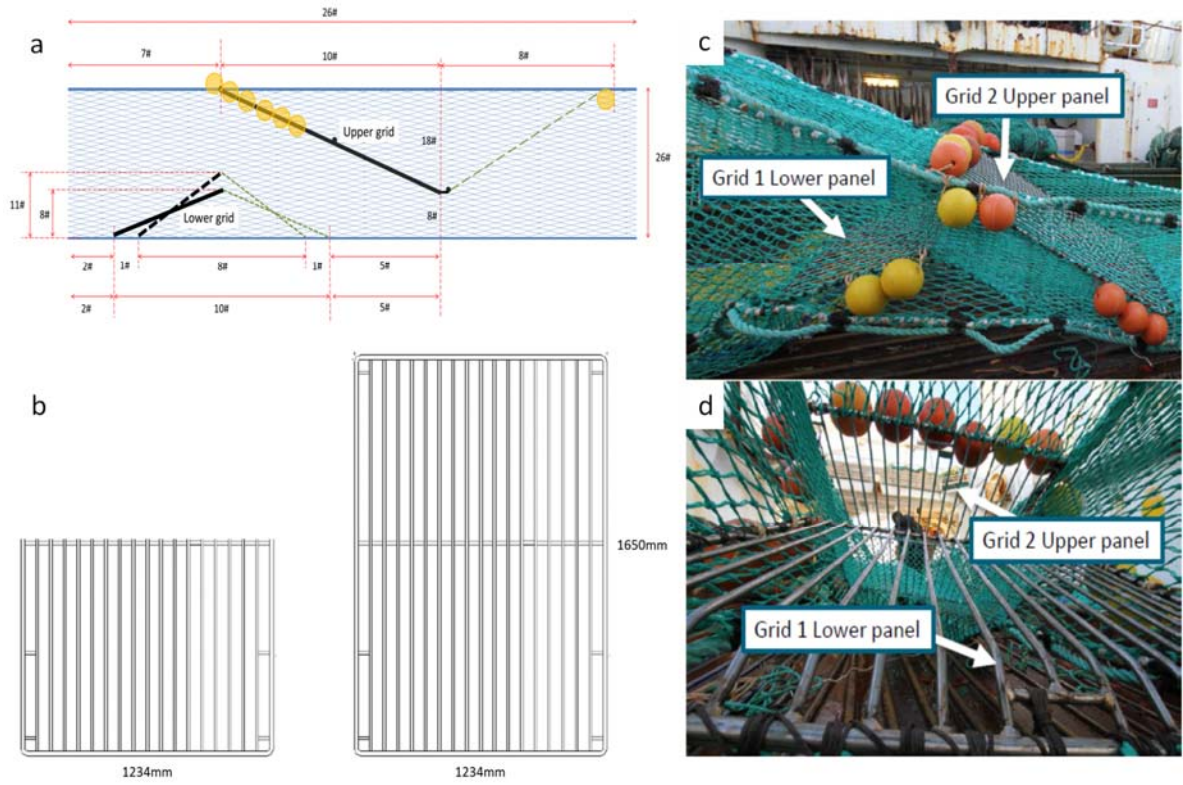 a
26#
7#
10#
8#
Upper grid
18#
26#
11#
8#
Lower grid
8#
2#
1#
8#
1#
5#
2#
10#
5#
b
1650mm
1234mm
1234mm
c
Grid 2 Upper panel
Grid 1 Lower panel
d
Grid 2 Upper panel
Grid 1 Lower panel